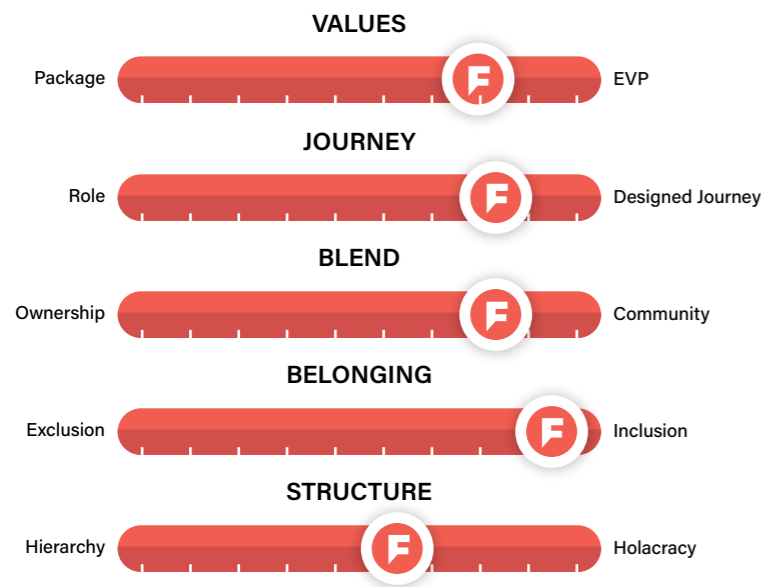 VALUES
Package EVP
JOURNEY
Role Designed Journey
BLEND
Ownership Community
BELONGING
Exclusion Inclusion
STRUCTURE
Hierarchy Holacracy